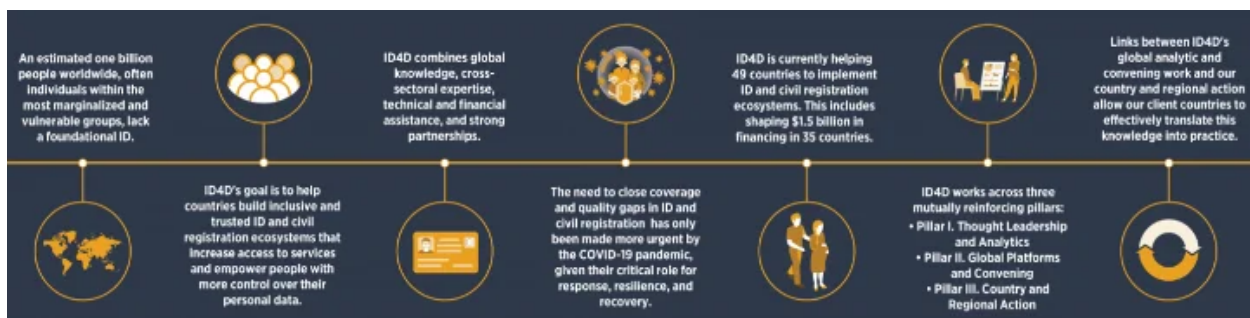 An estimated one billion
people worldwide, often
individuals within the
most marginalized and
vulnerable groups, lack
a foundational ID.
ID4D's goal is to help
countries build inclusive and
trusted ID and civil
registration ecosystems that
increase access to services
and empower people with
more control over their
personal data.
ID4D combines global
knowledge, cross-
sectoral expertise,
technical and financial
assistance, and strong
partnerships.
The need to close coverage
and quality gaps in ID and
civil registration has only
been made more urgent by
the COVID-19 pandemic,
given their critical role for
response, resilience, and
recovery.
ID4D is currently helping
49 countries to implement
ID and civil registration
ecosystems. This includes
shaping $1.5 billion in
financing in 35 countries.
ID4D works across three
mutually reinforcing pillars:
• Pillar I. Thought Leadership
and Analytics
• Pillar II. Global Platforms
and Convening
• Pillar III. Country and
Regional Action
Links between ID4D's
global analytic and
convening work and our
country and regional action
allow our client countries to
effectively translate this
knowledge into practice.